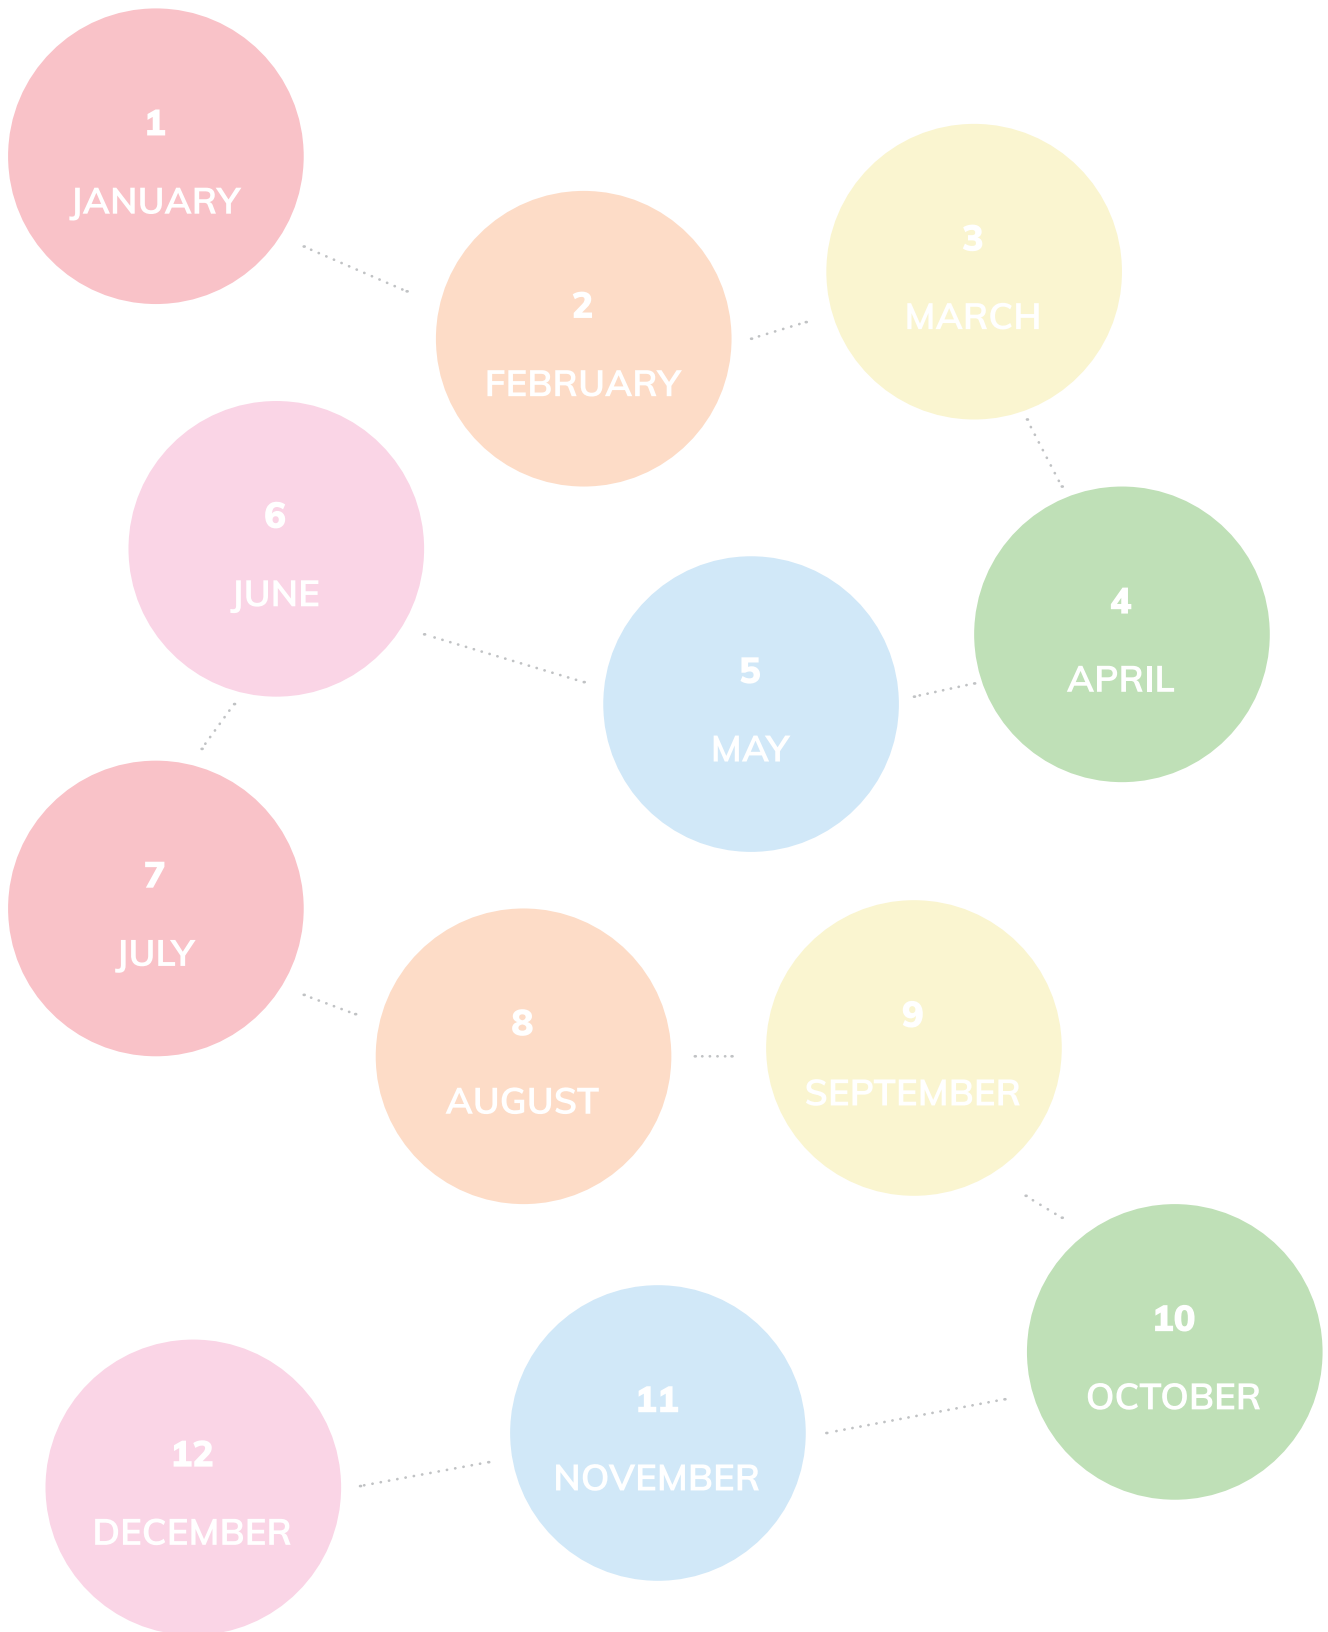 1
JANUARY
2
FEBRUARY
3
MARCH
4
APRIL
5
MAY
6
JUNE
7
JULY
8
AUGUST
9
SEPTEMBER
10
OCTOBER
11
NOVEMBER
12
DECEMBER